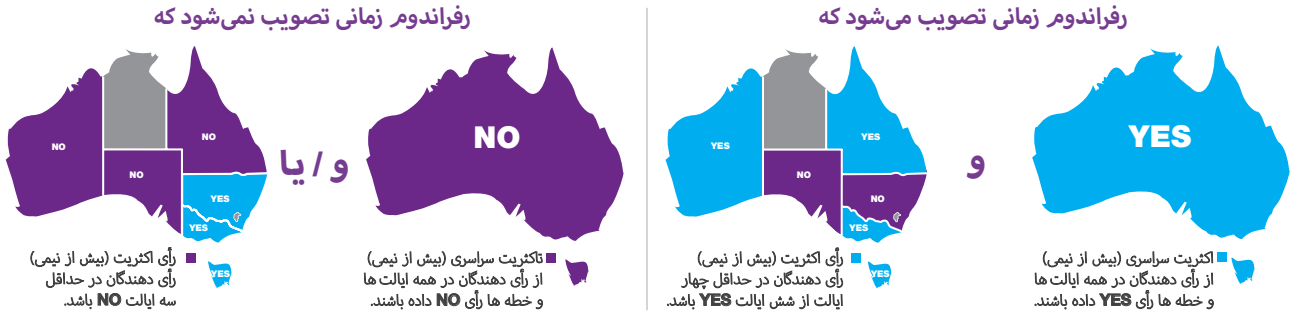 رفراندوم زمانی تصویب می‌شود که
YES
و
YES
YES
NO
NO
YES
اکثریت سراسری (بیش از نیمی)
از رأی دهندگان در همه ایالت ها
و خطه ها رأی YES داده باشند.
رأی اکثریت (بیش از نیمی)
رأی دهندگان در حداقل چهار
ایالت از شش ایالت YES باشد.
YES
رفراندوم زمانی تصویب نمی‌شود که
NO
و / یا
NO
NO
NO
YES
YES
تاکثریت سراسری (بیش از نیمی)
از رأی دهندگان در همه ایالت ها
و خطه ها رأی NO داده باشند.
رأی اکثریت (بیش از نیمی)
رأی دهندگان در حداقل
سه ایالت NO باشد.
YES